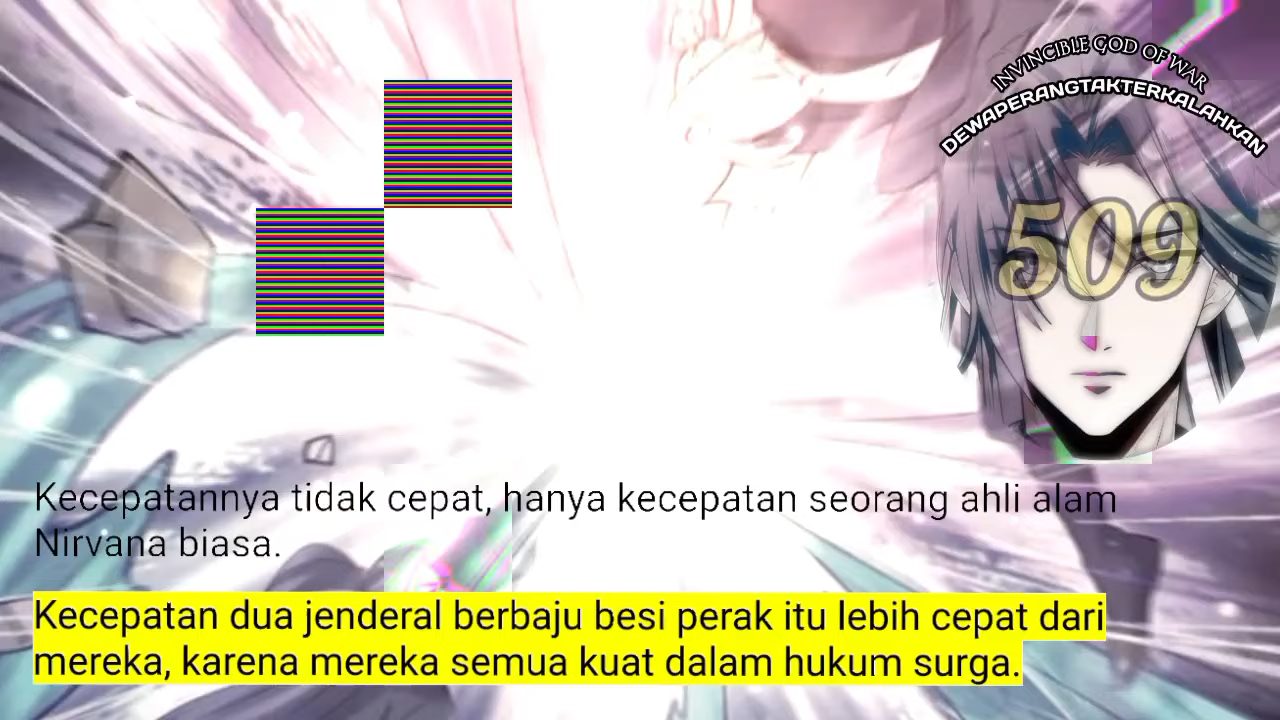 INVINCIBLE GOD OF WAR
DEWAPERANGTAKTERKALAHKAN
509
Kecepatannya tidak cepat, hanya kecepatan seorang ahli alam
Nirvana biasa.
Kecepatan dua jenderal berbaju besi perak itu lebih cepat dari
mereka, karena mereka semua kuat dalam hukum surga.